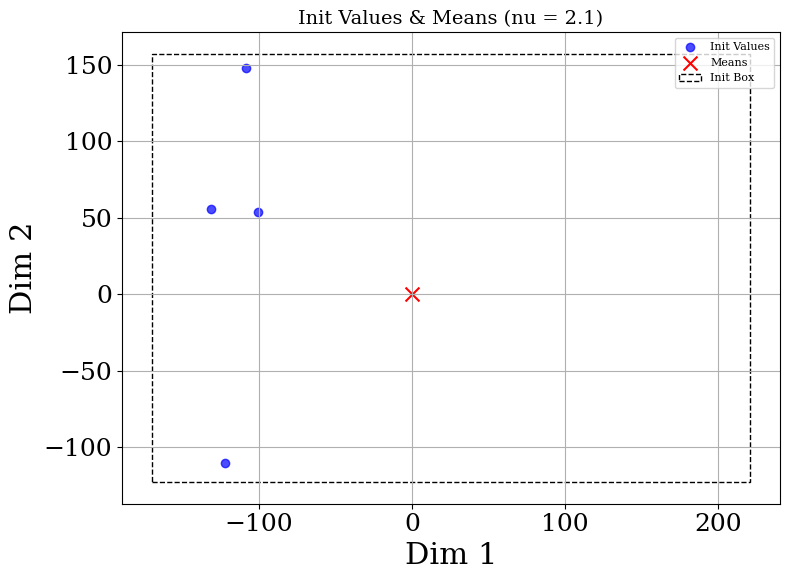 Init Values & Means (nu = 2.1)
Init Values
Means
Init Box
150
100
50
0
−50
−100
Dim 2
−100
0
100
200
Dim 1